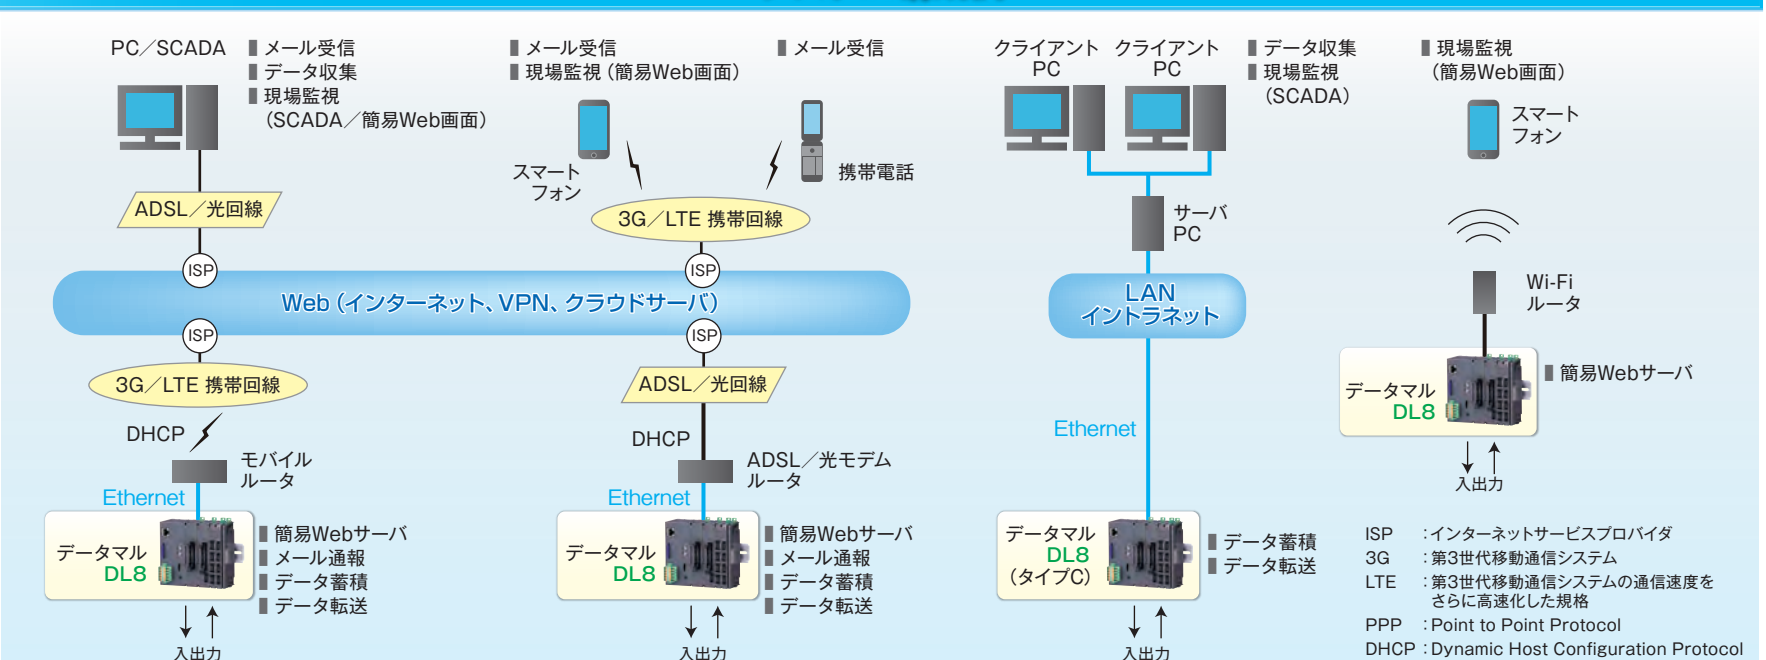 PC／SCADA
■ メール受信
■ データ収集
■ 現場監視
（SCADA／簡易Web画面）
■ メール受信
■ 現場監視（簡易Web画面）
■ メール受信
スマート
フォン
携帯電話
ADSL／光回線
3G／LTE 携帯回線
ISP
ISP
Web（インターネット、VPN、クラウドサーバ）
ISP
ISP
3G／LTE 携帯回線
ADSL／光回線
DHCP
DHCP
モバイル
ルータ
ADSL／光モデム
ルータ
Ethernet
Ethernet
データマル
DL8
■ 簡易Webサーバ
■ メール通報
■ データ蓄積
■ データ転送
入出力
データマル
DL8
■ 簡易Webサーバ
■ メール通報
■ データ蓄積
■ データ転送
入出力
クライアント
PC
クライアント
PC
■ データ収集
■ 現場監視
（SCADA）
サーバ
PC
LAN
イントラネット
Ethernet
データマル
DL8
（タイプC）
■ データ蓄積
■ データ転送
入出力
■ 現場監視
（簡易Web画面）
スマート
フォン
Wi-Fi
ルータ
データマル
DL8
■ 簡易Webサーバ
入出力
ISP ：インターネットサービスプロバイダ
3G ：第3世代移動通信システム
LTE ：第3世代移動通信システムの通信速度を
さらに高速化した規格
PPP ：Point to Point Protocol
DHCP ：Dynamic Host Configuration Protocol